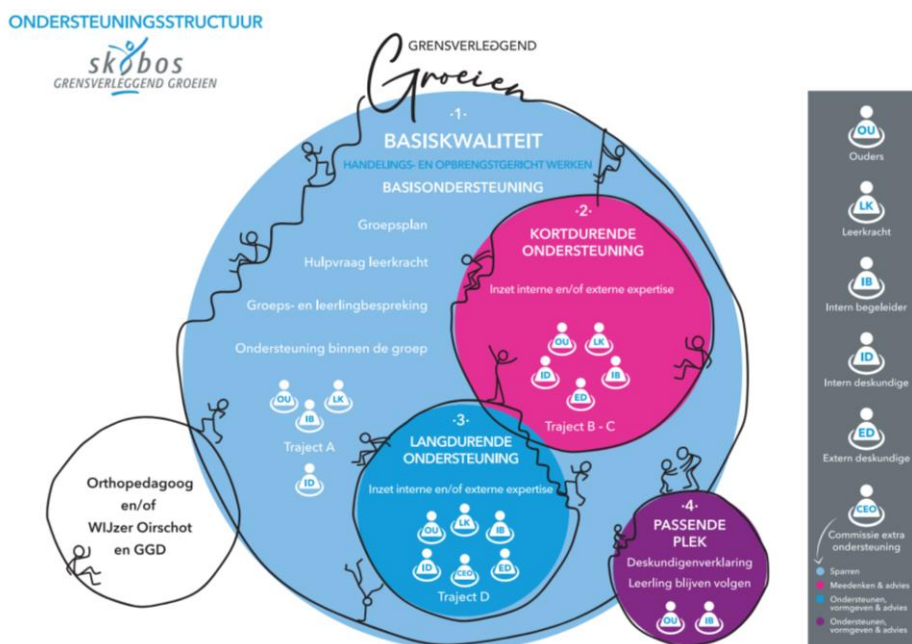 ONDERSTEUNINGSSTRUCTUUR
skobos
GRENSVERLEGGEND GROEIEN
GRENSVERLEGGEND
Groeien
·1·
BASISKWALITEIT
HANDELINGS- EN OPBRENGSTGERICHT WERKEN
BASISONDERSTEUNING
Groepsplan
Hulpvraag leerkracht
Groeps- en leerlingbespreking
Ondersteuning binnen de groep
OU
LK
IB
Traject A
ID
·2·
KORTDURENDE
ONDERSTEUNING
Inzet interne en/of externe expertise
OU
LK
ID
IB
ED
Traject B - C
·3·
LANGDURENDE
ONDERSTEUNING
Inzet interne en/of externe expertise
OU
LK
IB
ID
CEO
ED
Traject D
·4·
PASSENDE
PLEK
Deskundigenverklaring
Leerling blijven volgen
OU
IB
Orthopedagoog
en/of
WIJzer Oirschot
en GGD
OU
Ouders
LK
Leerkracht
IB
Intern begeleider
ID
Intern deskundige
ED
Extern deskundige
CEO
Commissie extra
ondersteuning
Sparren
Meedenken & advies
Ondersteunen,
vormgeven & advies
Ondersteunen,
vormgeven & advies